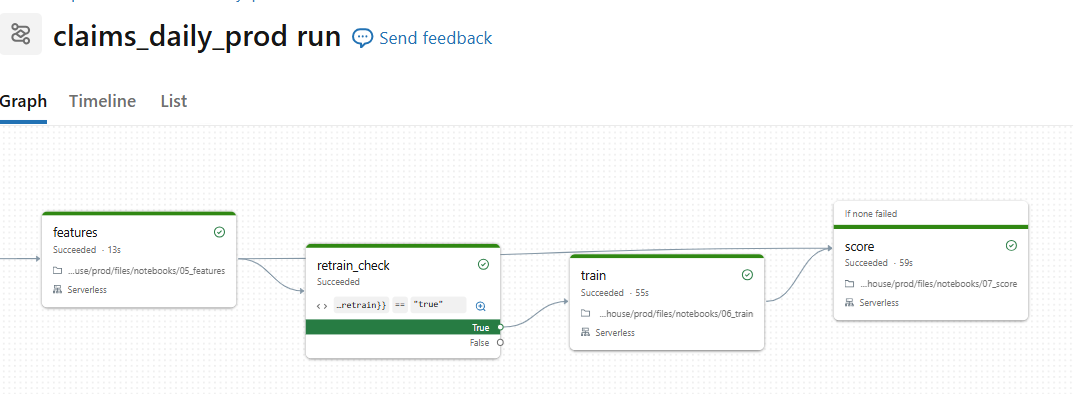 claims_daily_prod run
Send feedback
Graph Timeline List
features
Succeeded · 13s
...use/prod/files/notebooks/05_features
Serverless
retrain_check
Succeeded
...retrain}} == "true"
True
False
train
Succeeded · 55s
...house/prod/files/notebooks/06_train
Serverless
If none failed
score
Succeeded · 59s
...house/prod/files/notebooks/07_score
Serverless